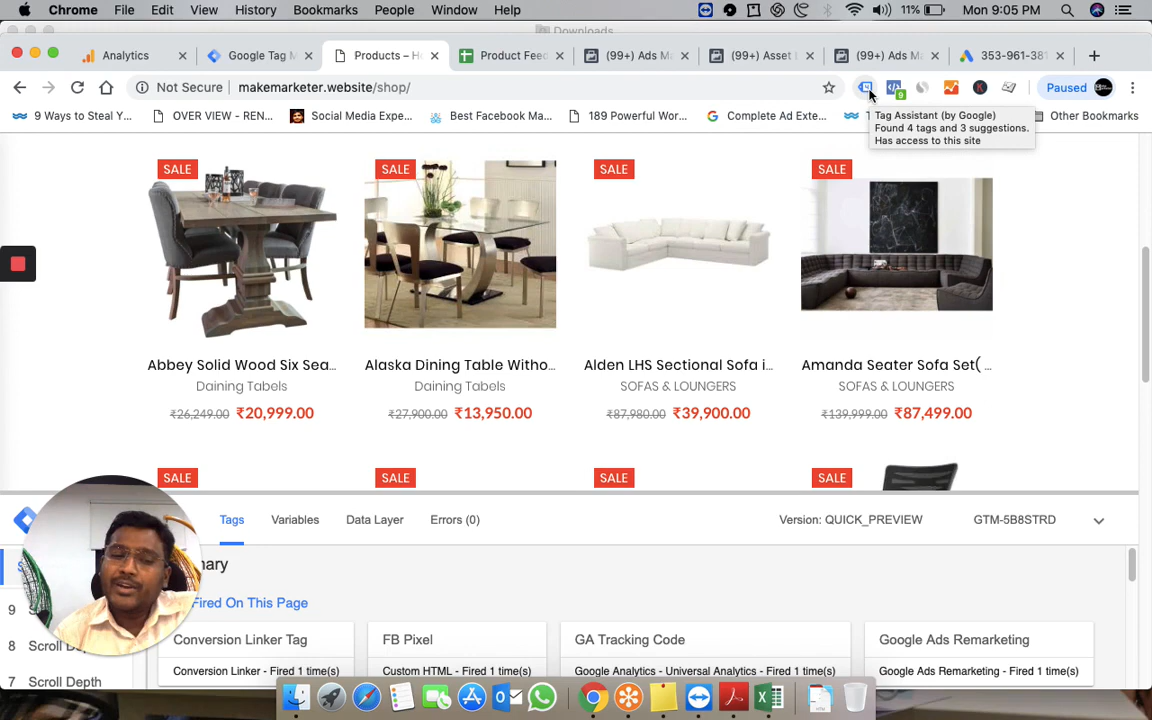 Chrome File Edit View History Bookmarks People Window Help 11% Mon 9:05 PM
Downloads
Analytics Google Tag M Products – H Product Fee (99+) Ads M (99+) Asset (99+) Ads M 353-961-381
Not Secure makemarketer.website/shop/ 9 Paused
9 Ways to Steal Y... OVER VIEW - REN... Social Media Expe... Best Facebook Ma... 189 Powerful Wor... Complete Ad Exte... Other Bookmarks
Tag Assistant (by Google)
Found 4 tags and 3 suggestions.
Has access to this site
SALE SALE SALE SALE
Abbey Solid Wood Six Sea... Alaska Dining Table Witho... Alden LHS Sectional Sofa i... Amanda Seater Sofa Set( ...
Daining Tabels Daining Tabels SOFAS & LOUNGERS SOFAS & LOUNGERS
₹26,249.00 ₹20,999.00 ₹27,900.00 ₹13,950.00 ₹87,980.00 ₹39,900.00 ₹139,999.00 ₹87,499.00
SALE SALE SALE SALE
Tags Variables Data Layer Errors (0) Version: QUICK_PREVIEW GTM-5B8STRD
9
Fired On This Page
8
7 Scroll Depth
Conversion Linker Tag FB Pixel GA Tracking Code Google Ads Remarketing
Conversion Linker - Fired 1 time(s) Custom HTML - Fired 1 time(s) Google Analytics - Universal Analytics - Fired 1 time(s) Google Ads Remarketing - Fired 1 time(s)